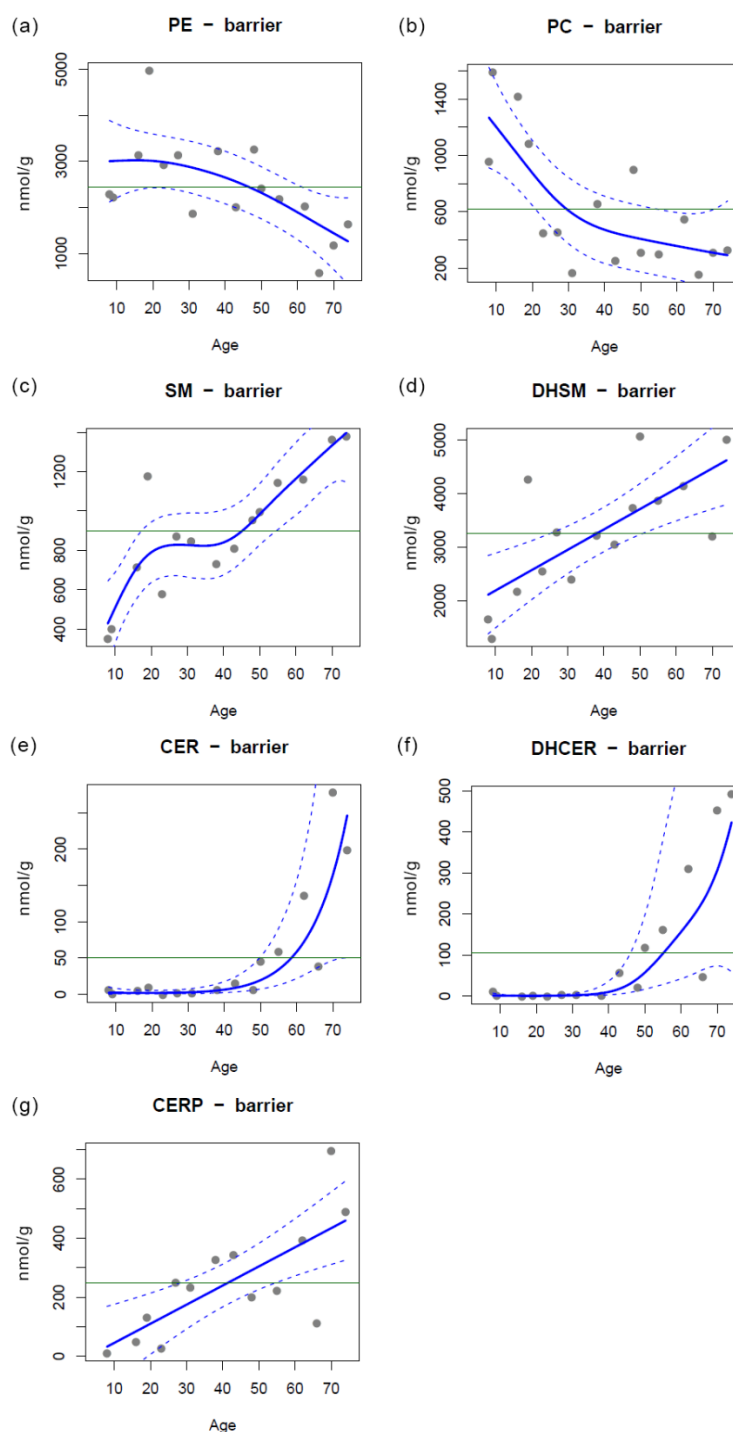 (a) PE − barrier
nmol/g
5000
3000
1000
10 20 30 40 50 60 70
Age
(b) PC − barrier
nmol/g
1400
1000
600
200
10 20 30 40 50 60 70
Age
(c) SM − barrier
nmol/g
1200
800
600
400
10 20 30 40 50 60 70
Age
(d) DHSM − barrier
nmol/g
5000
4000
3000
2000
10 20 30 40 50 60 70
Age
(e) CER − barrier
nmol/g
200
100
50
0
10 20 30 40 50 60 70
Age
(f) DHCER − barrier
nmol/g
500
400
300
200
100
0
10 20 30 40 50 60 70
Age
(g) CERP − barrier
nmol/g
600
400
200
0
10 20 30 40 50 60 70
Age